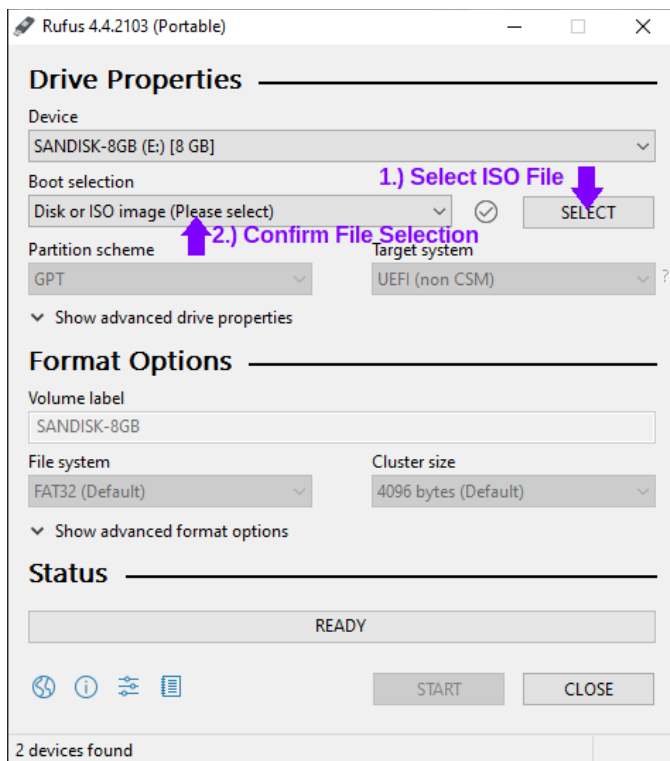 Rufus 4.4.2103 (Portable)
Drive Properties
Device
SANDISK-8GB (E:) [8 GB]
Boot selection
1.) Select ISO File
Disk or ISO image (Please select)
SELECT
2.) Confirm File Selection
Partition scheme
Target system
GPT
UEFI (non CSM)
?
Show advanced drive properties
Format Options
Volume label
SANDISK-8GB
File system
Cluster size
FAT32 (Default)
4096 bytes (Default)
Show advanced format options
Status
READY
START
CLOSE
2 devices found